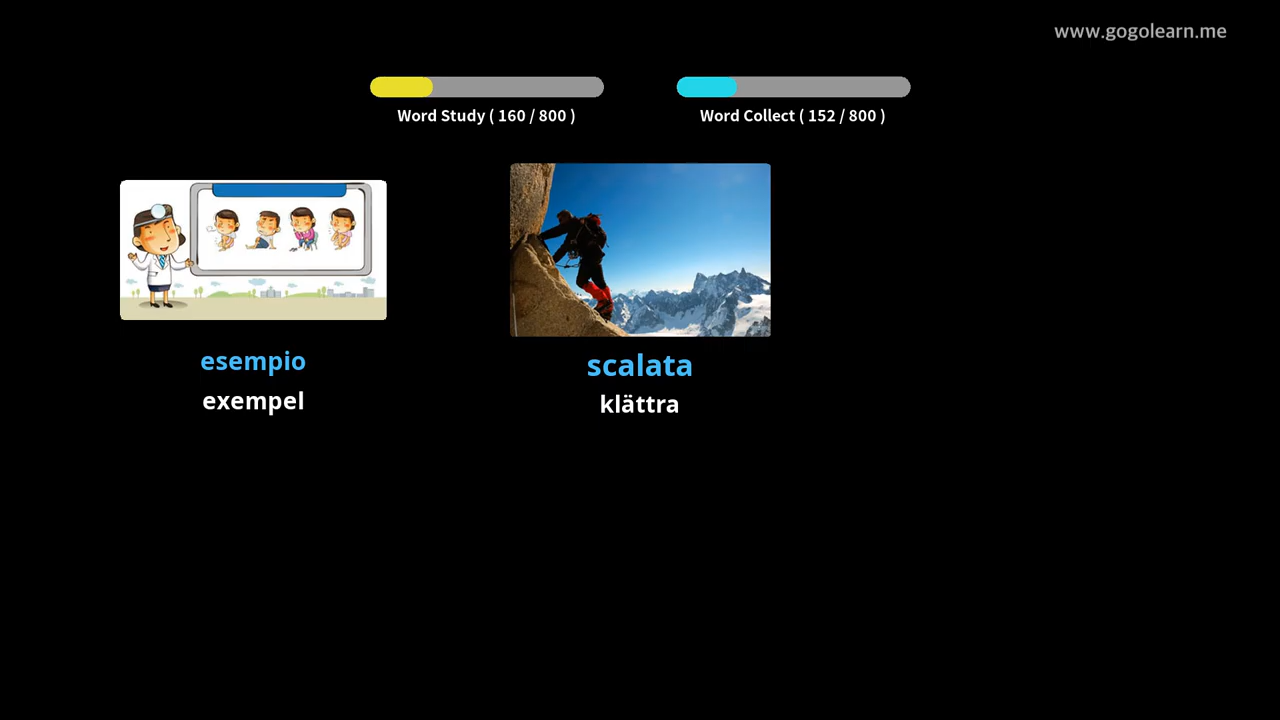 www.gogolearn.me
Word Study ( 160 / 800 )
Word Collect ( 152 / 800 )
esempio
exempel
scalata
klättra